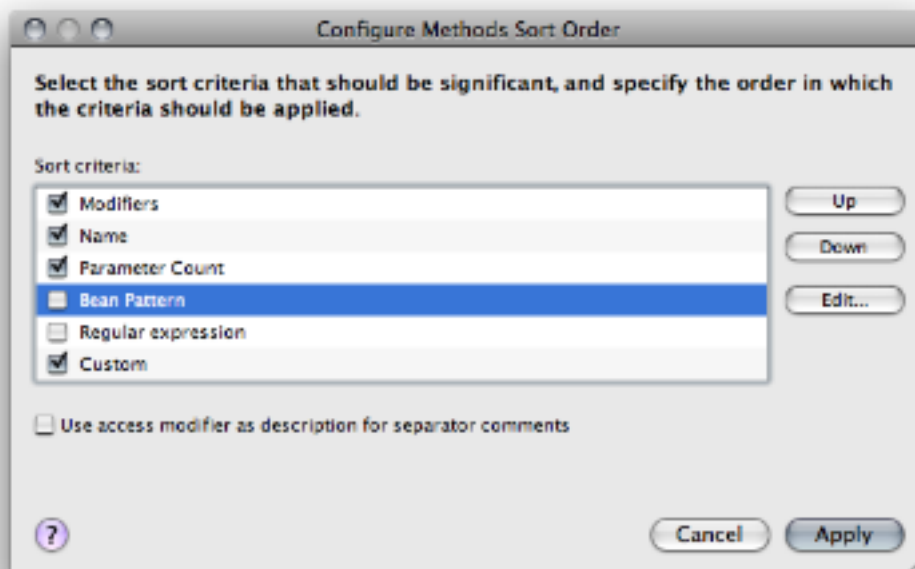 Configure Methods Sort Order
Select the sort criteria that should be significant, and specify the order in which
the criteria should be applied.
Sort criteria:
Modifiers
Name
Parameter Count
Bean Pattern
Regular expression
Custom
Up
Down
Edit...
Use access modifier as description for separator comments
?
Cancel
Apply